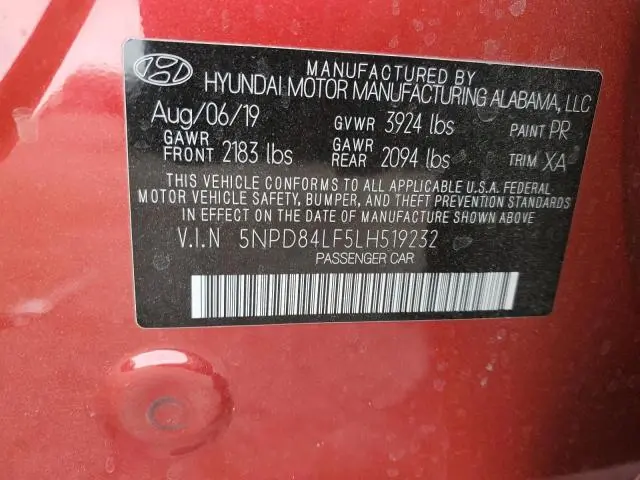 MANUFACTURED BY
HYUNDAI MOTOR MANUFACTURING ALABAMA, LLC
Aug/06/19 GVWR 3924 lbs PAINT PR
GAWR FRONT 2183 lbs GAWR REAR 2094 lbs TRIM XA
THIS VEHICLE CONFORMS TO ALL APPLICABLE U.S.A. FEDERAL
MOTOR VEHICLE SAFETY, BUMPER, AND THEFT PREVENTION STANDARDS
IN EFFECT ON THE DATE OF MANUFACTURE SHOWN ABOVE.
V.I.N 5NPD84LF5LH519232
PASSENGER CAR